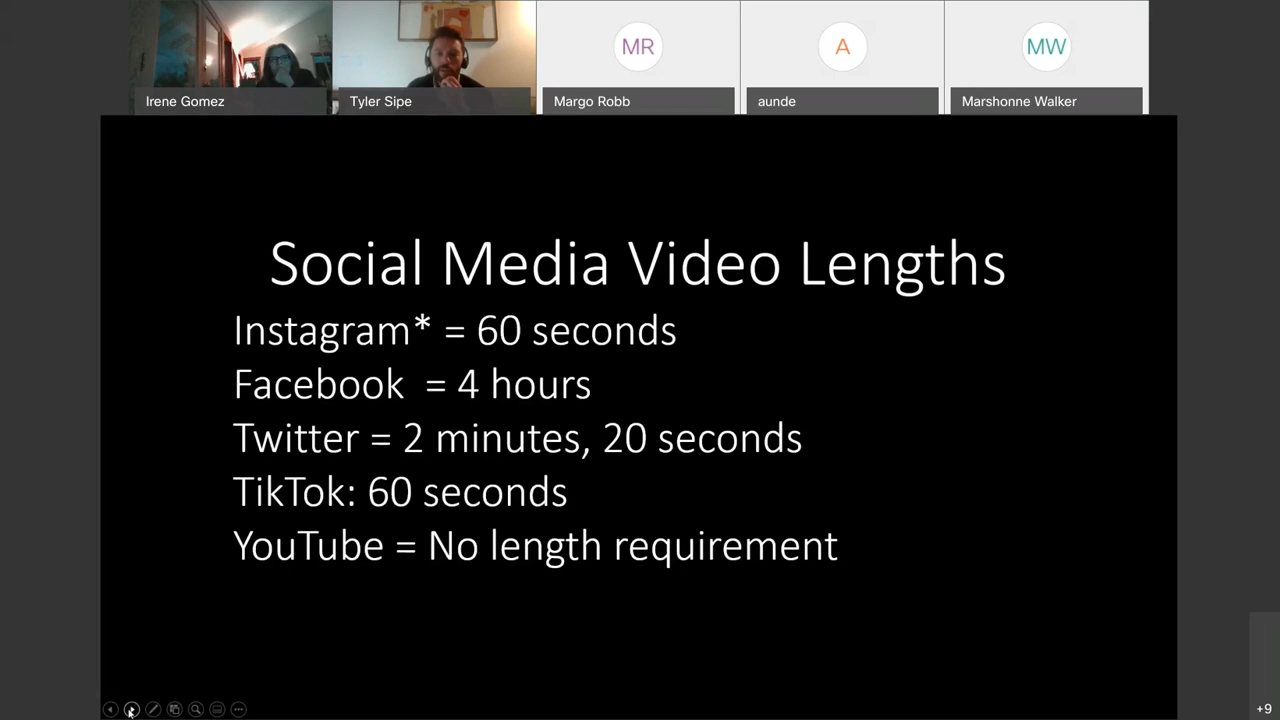 MR
A
MW
Irene Gomez
Tyler Sipe
Margo Robb
aunde
Marshonne Walker
Social Media Video Lengths
Instagram* = 60 seconds
Facebook = 4 hours
Twitter = 2 minutes, 20 seconds
TikTok: 60 seconds
YouTube = No length requirement
+9